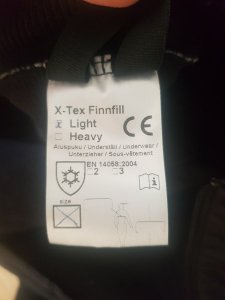 X-Tex Finnfill
Light
Heavy
CE
Aluspuku / Underställ / Underwear /
Unterzieher / Sous-vêtement
EN 14058:2004
2 3
i
size